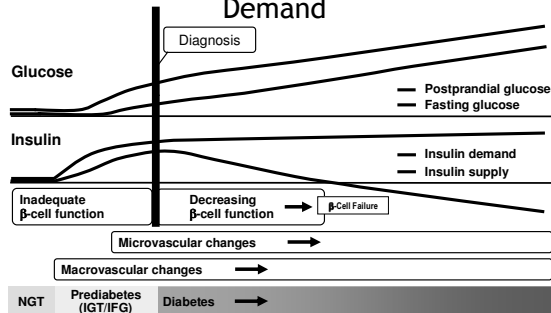 Demand
Diagnosis
Glucose
Postprandial glucose
Fasting glucose
Insulin
Insulin demand
Insulin supply
Inadequate
β-cell function
Decreasing
β-cell function
β-Cell Failure
Microvascular changes
Macrovascular changes
NGT
Prediabetes
(IGT/IFG)
Diabetes